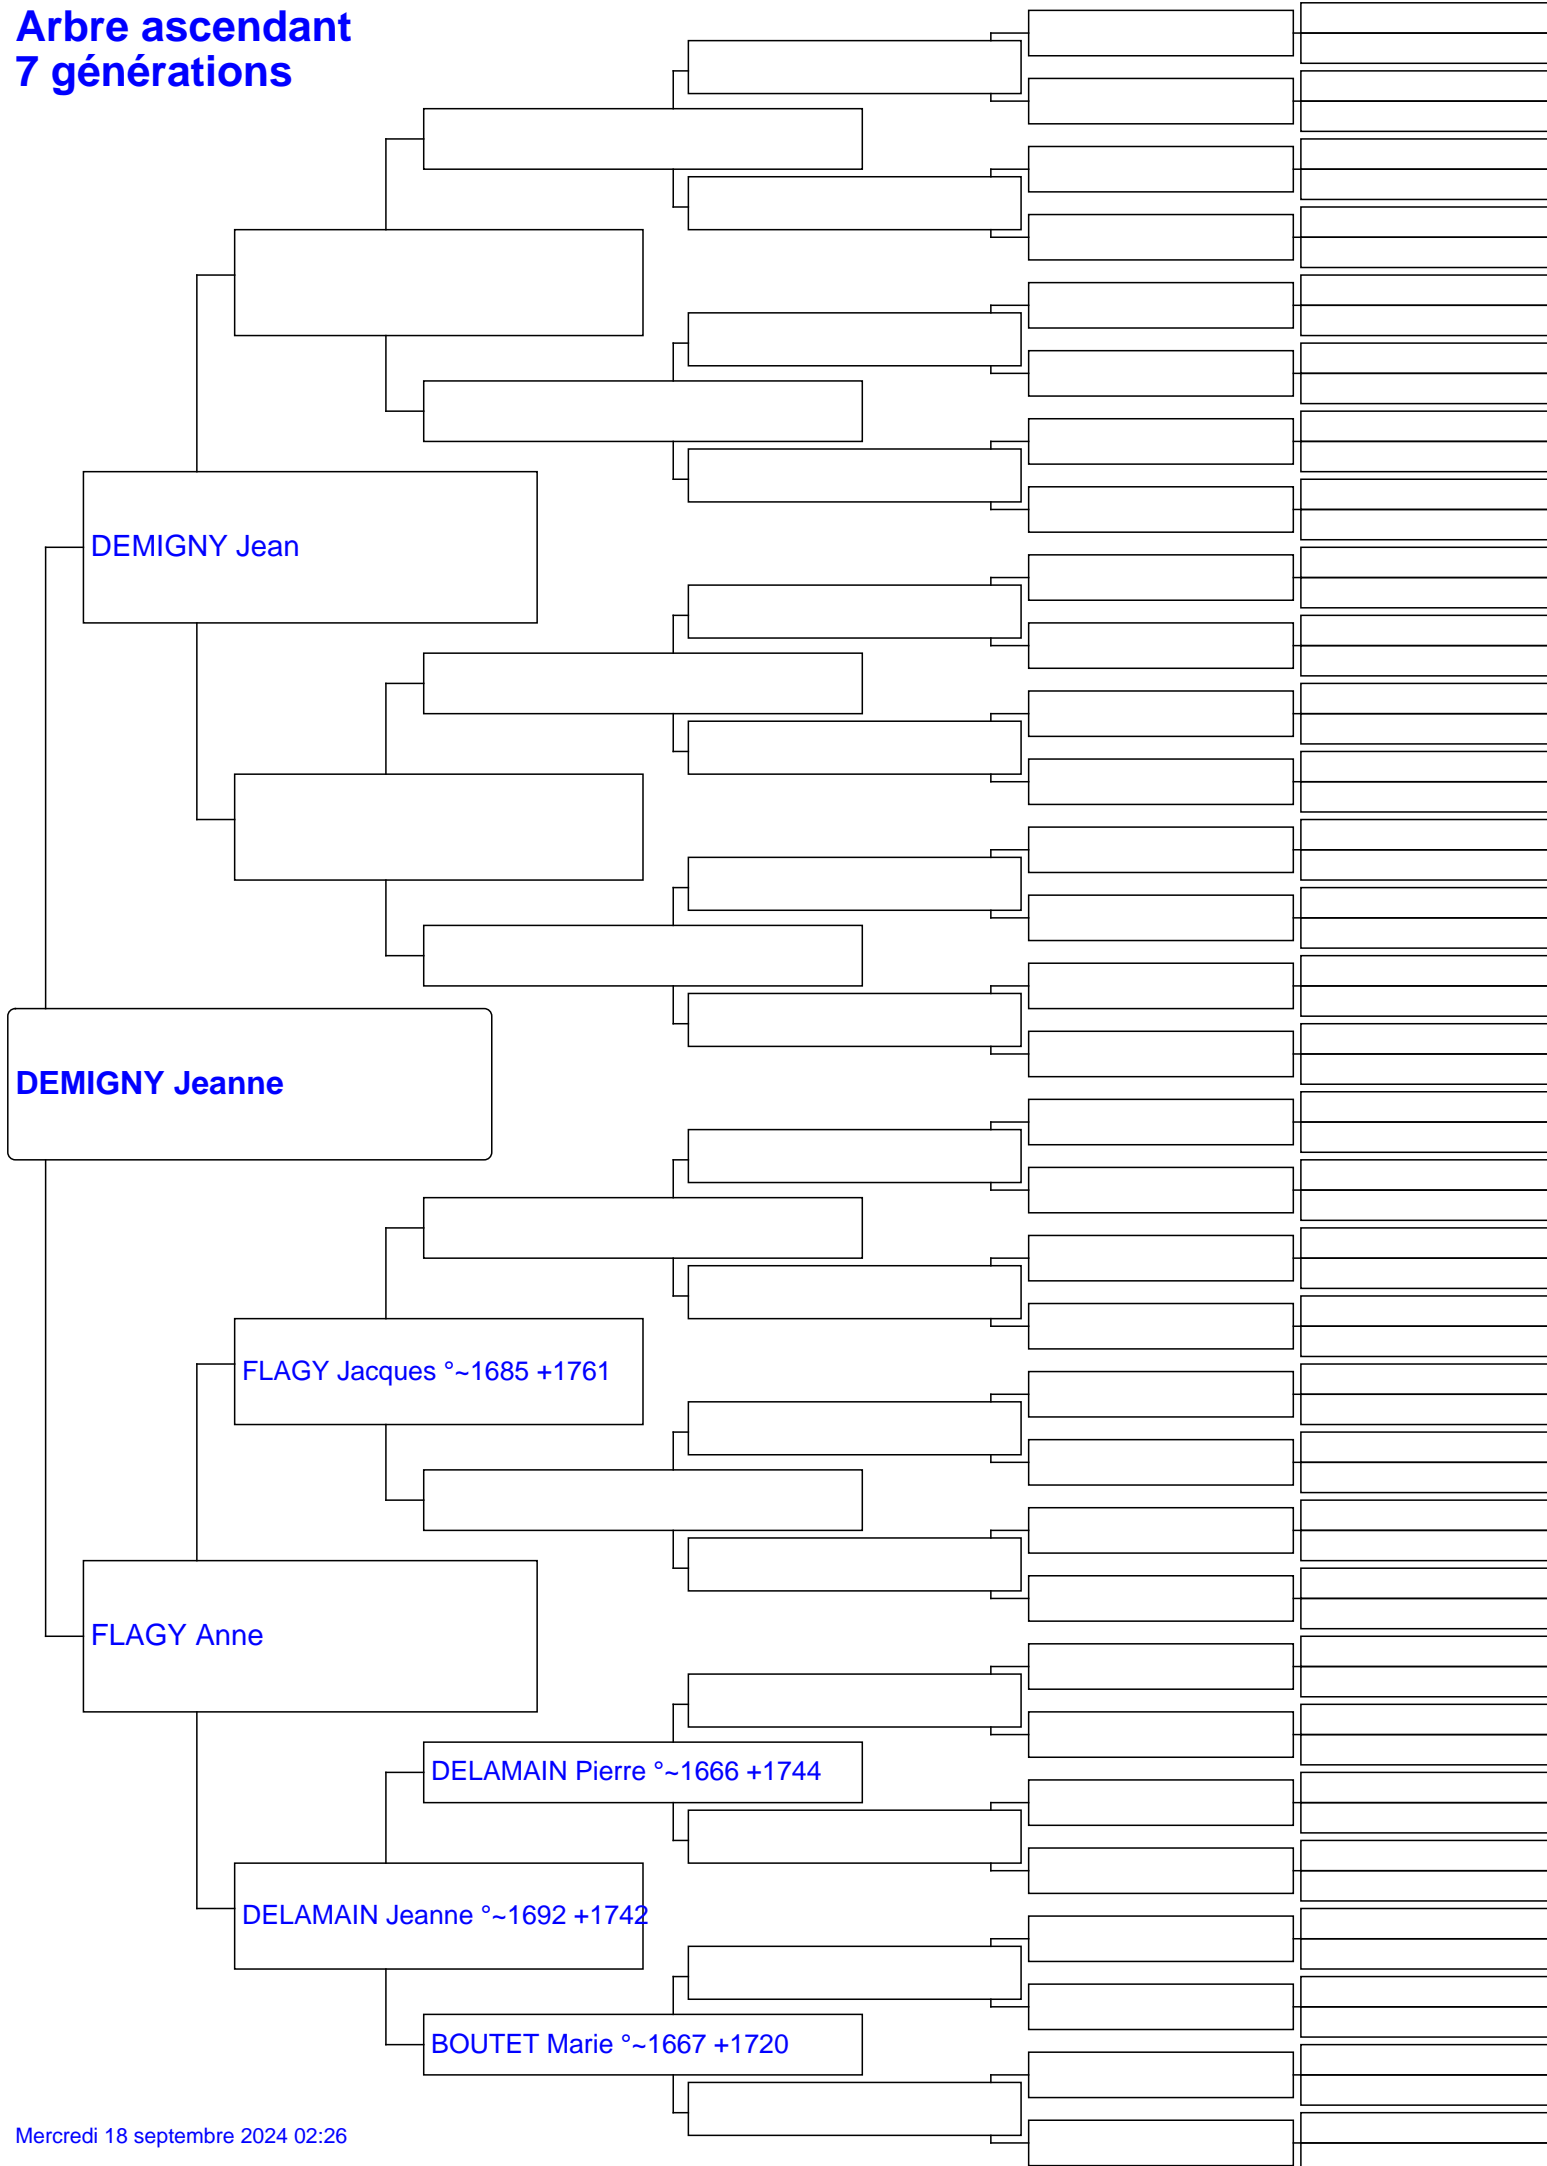 Arbre ascendant
7 générations
DEMIGNY Jean
DEMIGNY Jeanne
FLAGY Jacques °~1685 +1761
FLAGY Anne
DELAMAIN Pierre °~1666 +1744
DELAMAIN Jeanne °~1692 +1742
BOUTET Marie °~1667 +1720
Mercredi 18 septembre 2024 02:26